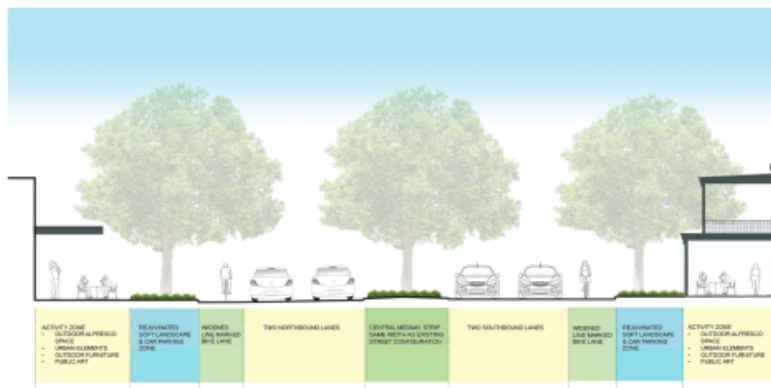 ACTIVITY ZONE
- OUTDOOR ALFRESCO
SPACE
- URBAN ELEMENTS
- OUTDOOR FURNITURE
- PUBLIC ART
REJUVINATED
SOFT LANDSCAPE
& CAR PARKING
ZONE
WIDENED
LINE MARKED
BIKE LANE
TWO NORTHBOUND LANES
CENTRAL MEDIAN STRIP
SAME WIDTH AS EXISTING
STREET CONFIGURATION
TWO SOUTHBOUND LANES
WIDENED
LINE MARKED
BIKE LANE
REJUVINATED
SOFT LANDSCAPE
& CAR PARKING
ZONE
ACTIVITY ZONE
- OUTDOOR ALFRESCO
SPACE
- URBAN ELEMENTS
- OUTDOOR FURNITURE
- PUBLIC ART